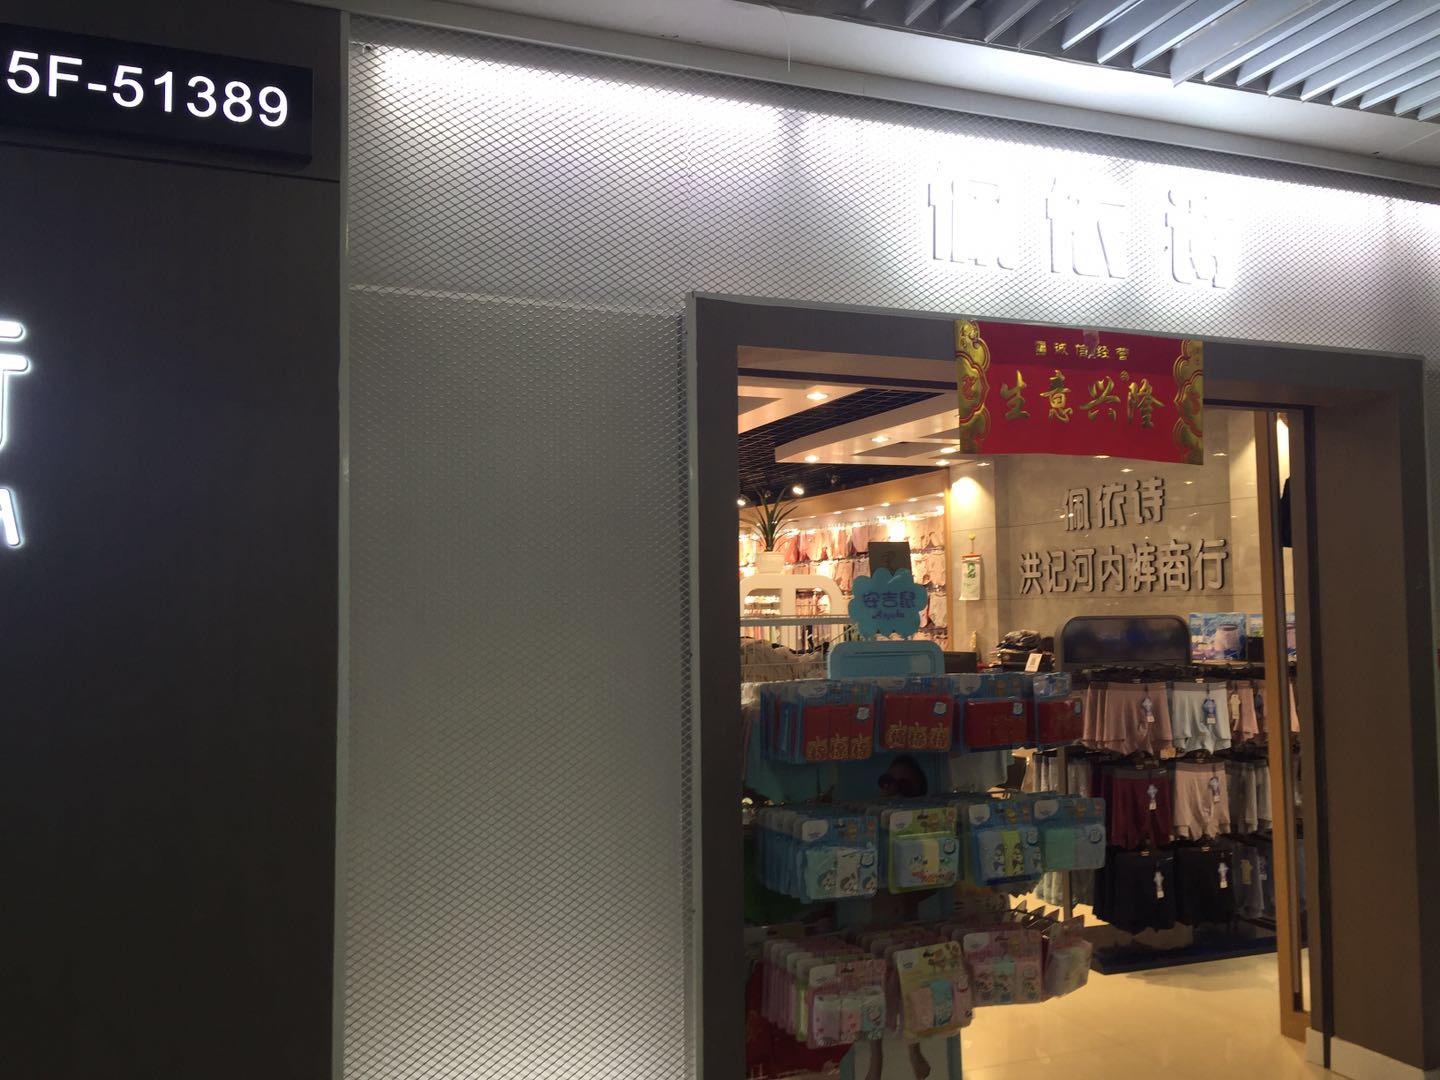 5F-51389
佩依诗
诚信经营
生意兴隆
佩依诗
洪记河内裤商行
安吉鼠